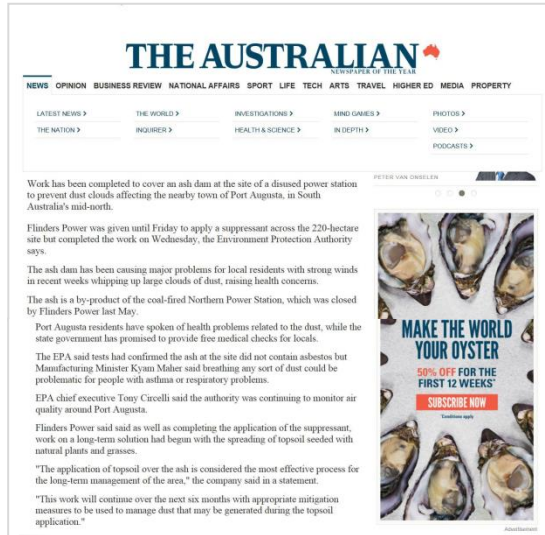 THE AUSTRALIAN
NEWSPAPER OF THE YEAR
NEWS OPINION BUSINESS REVIEW NATIONAL AFFAIRS SPORT LIFE TECH ARTS TRAVEL HIGHER ED MEDIA PROPERTY
LATEST NEWS > THE WORLD > INVESTIGATIONS > MIND GAMES > PHOTOS >
THE NATION > INQUIRER > HEALTH & SCIENCE > IN DEPTH > VIDEO >
PODCASTS >
PETER VAN ONSELEN
Work has been completed to cover an ash dam at the site of a disused power station
to prevent dust clouds affecting the nearby town of Port Augusta, in South
Australia's mid-north.
Flinders Power was given until Friday to apply a suppressant across the 220-hectare
site but completed the work on Wednesday, the Environment Protection Authority
says.
The ash dam has been causing major problems for local residents with strong winds
in recent weeks whipping up large clouds of dust, raising health concerns.
The ash is a by-product of the coal-fired Northern Power Station, which was closed
by Flinders Power last May.
Port Augusta residents have spoken of health problems related to the dust, while the
state government has promised to provide free medical checks for locals.
The EPA said tests had confirmed the ash at the site did not contain asbestos but
Manufacturing Minister Kyam Maher said breathing any sort of dust could be
problematic for people with asthma or respiratory problems.
EPA chief executive Tony Circelli said the authority was continuing to monitor air
quality around Port Augusta.
Flinders Power said said as well as completing the application of the suppressant,
work on a long-term solution had begun with the spreading of topsoil seeded with
natural plants and grasses.
"The application of topsoil over the ash is considered the most effective process for
the long-term management of the area," the company said in a statement.
"This work will continue over the next six months with appropriate mitigation
measures to be used to manage dust that may be generated during the topsoil
application."
MAKE THE WORLD
YOUR OYSTER
50% OFF FOR THE
FIRST 12 WEEKS*
SUBSCRIBE NOW
*Conditions apply
Advertisement